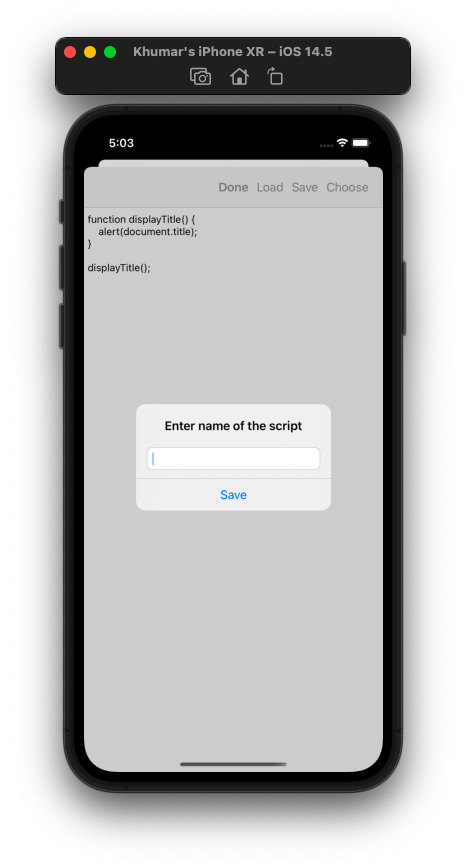 Khumar's iPhone XR – iOS 14.5
5:03
Done Load Save Choose
function displayTitle() {
    alert(document.title);
}
displayTitle();
Enter name of the script
Save